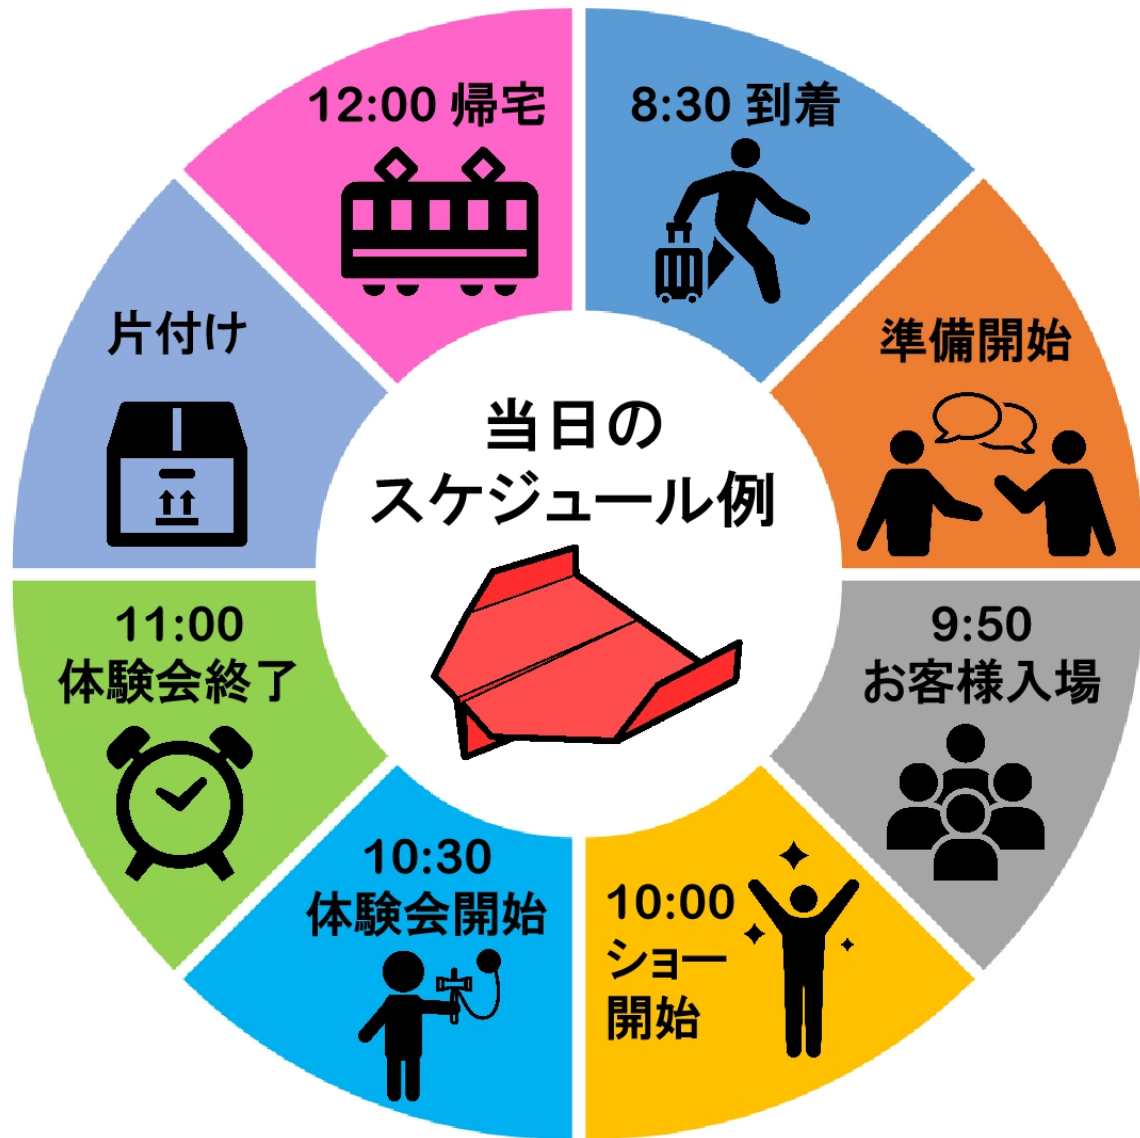 当日の
スケジュール例
8:30 到着
準備開始
9:50
お客様入場
10:00
ショー
開始
10:30
体験会開始
11:00
体験会終了
片付け
12:00 帰宅